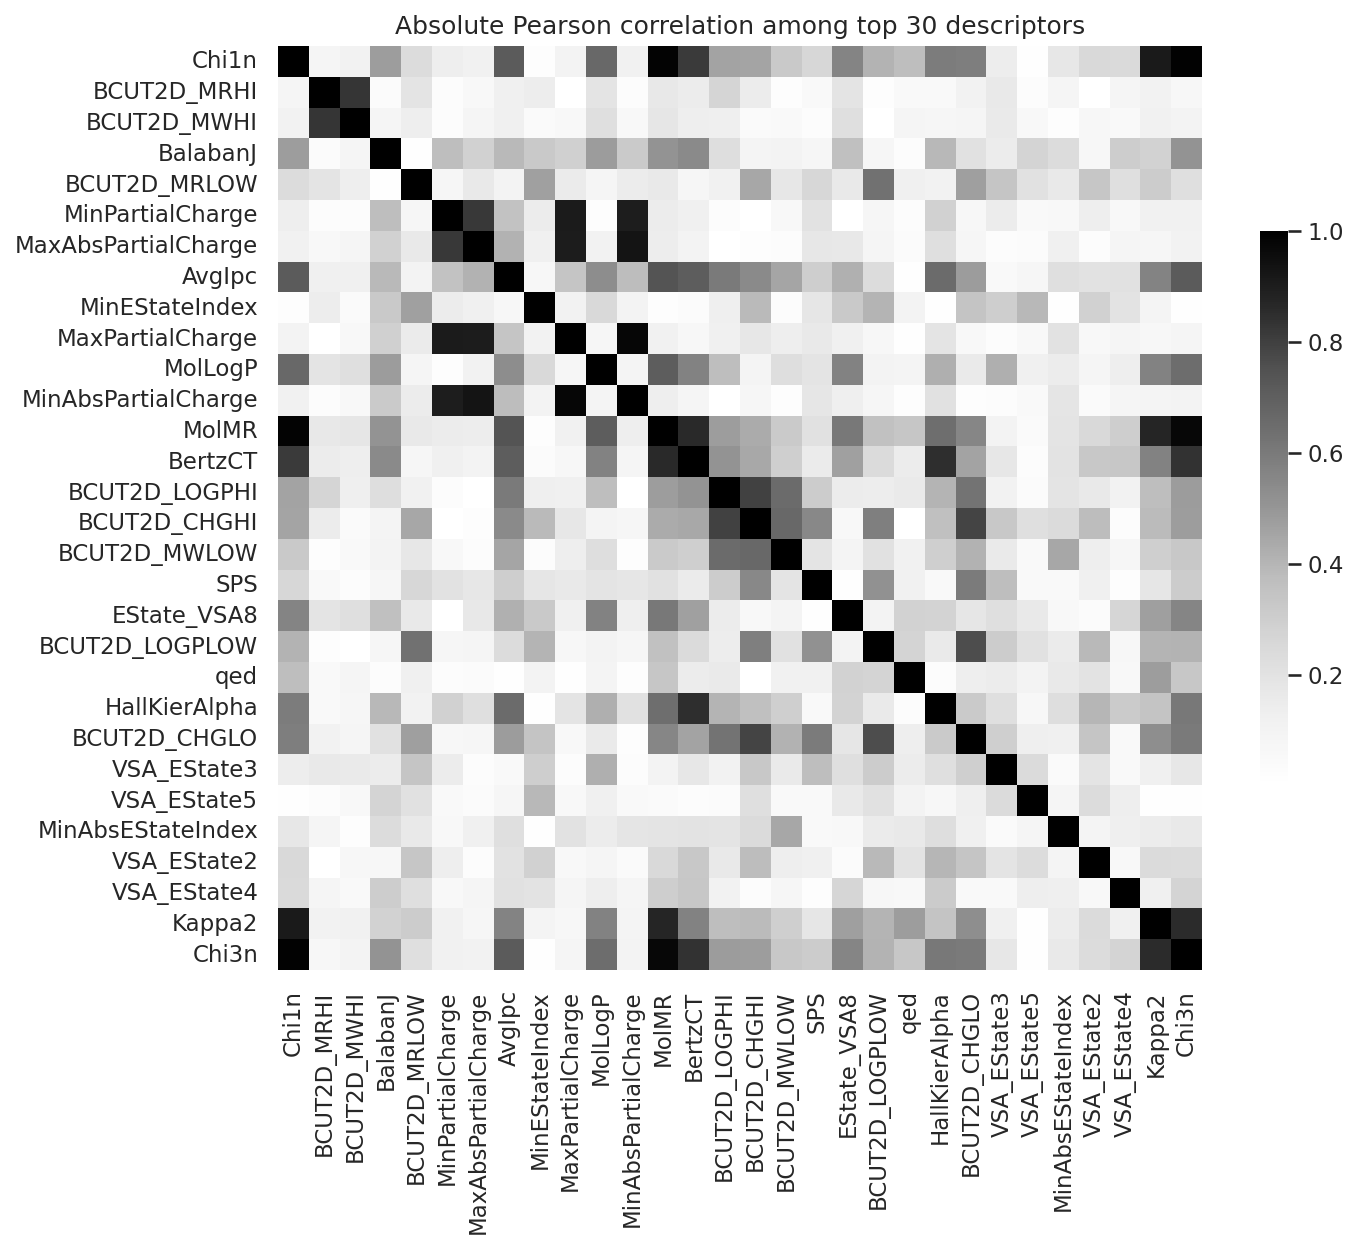 Absolute Pearson correlation among top 30 descriptors
Chi1n
BCUT2D_MRHI
BCUT2D_MWHI
BalabanJ
BCUT2D_MRLOW
MinPartialCharge
MaxAbsPartialCharge
AvgIpc
MinEStateIndex
MaxPartialCharge
MolLogP
MinAbsPartialCharge
MolMR
BertzCT
BCUT2D_LOGPHI
BCUT2D_CHGHI
BCUT2D_MWLOW
SPS
EState_VSA8
BCUT2D_LOGPLOW
qed
HallKierAlpha
BCUT2D_CHGLO
VSA_EState3
VSA_EState5
MinAbsEStateIndex
VSA_EState2
VSA_EState4
Kappa2
Chi3n
Chi1n
BCUT2D_MRHI
BCUT2D_MWHI
BalabanJ
BCUT2D_MRLOW
MinPartialCharge
MaxAbsPartialCharge
AvgIpc
MinEStateIndex
MaxPartialCharge
MolLogP
MinAbsPartialCharge
MolMR
BertzCT
BCUT2D_LOGPHI
BCUT2D_CHGHI
BCUT2D_MWLOW
SPS
EState_VSA8
BCUT2D_LOGPLOW
qed
HallKierAlpha
BCUT2D_CHGLO
VSA_EState3
VSA_EState5
MinAbsEStateIndex
VSA_EState2
VSA_EState4
Kappa2
Chi3n
1.0
0.8
0.6
0.4
0.2